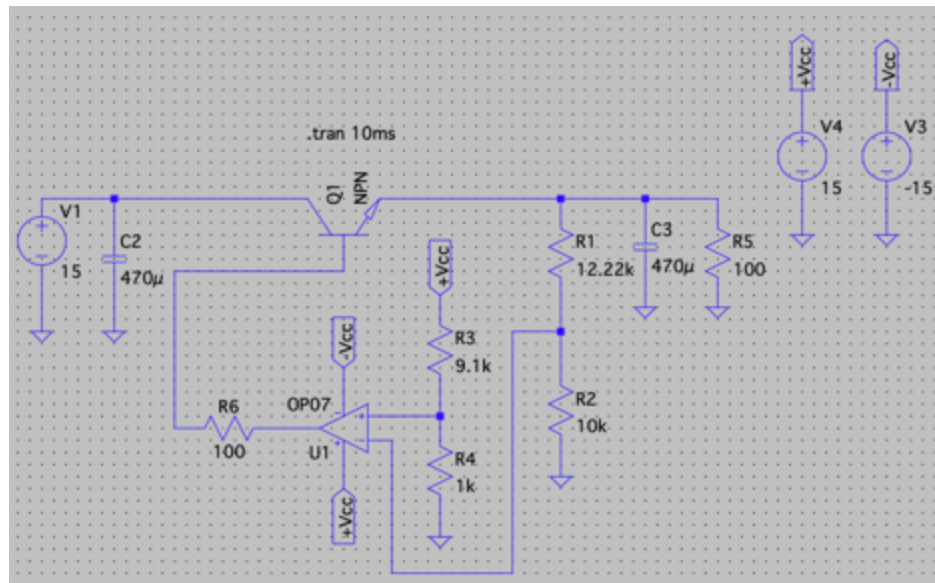 +Vcc
-Vcc
V4
V3
15
-15
.tran 10ms
Q1
NPN
V1
15
C2
470µ
R1
12.22k
C3
470µ
R5
100
+Vcc
R3
9.1k
-Vcc
R6
100
OP07
U1
R2
10k
R4
1k
+Vcc